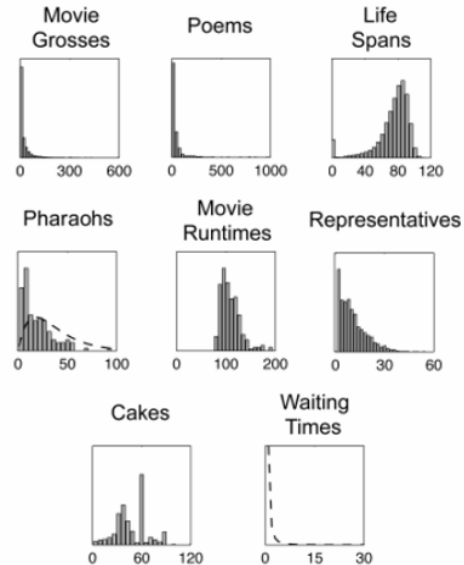 Movie
Grosses
Poems
Life
Spans
0 300 600
0 500 1000
0 40 80 120
Pharaohs
Movie
Runtimes
Representatives
0 50 100
0 100 200
0 30 60
Cakes
Waiting
Times
0 60 120
0 15 30